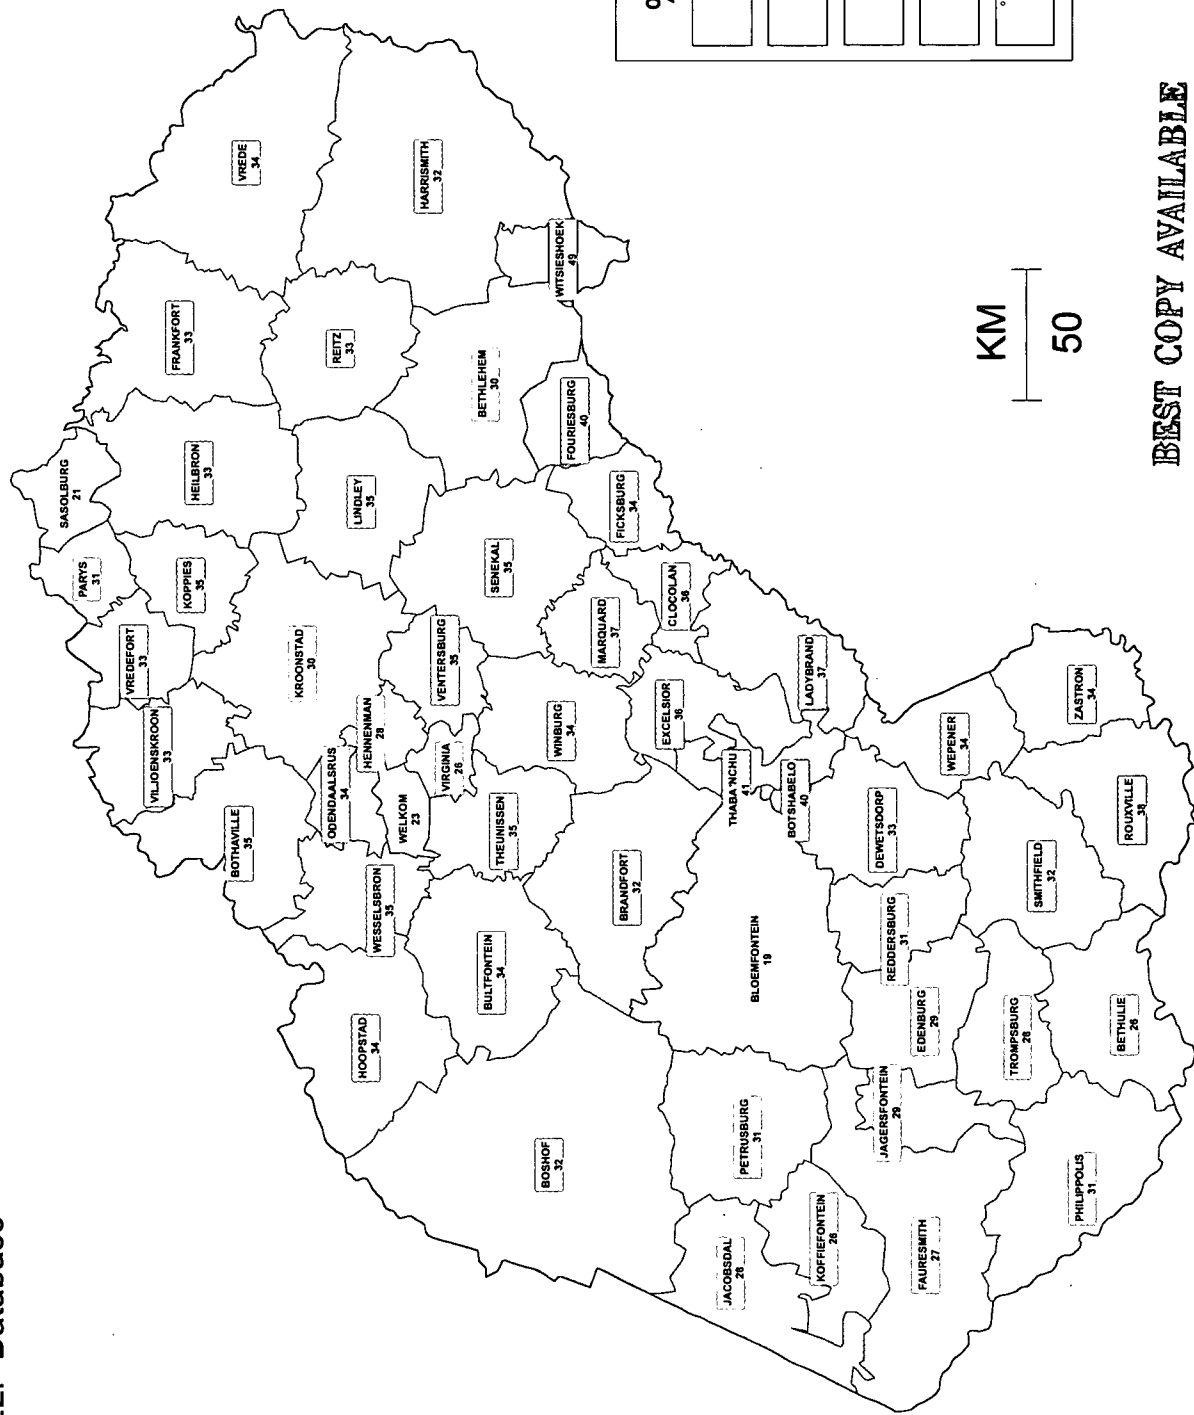 VREDE
34
HARRISMITH
32
WITSIESHOEK
49
FRANKFORT
33
REITZ
33
BETHLEHEM
30
FOURIESBURG
40
SASOLBURG
21
HEILBRON
33
LINDLEY
35
FICKSBURG
34
PARYS
31
KOPPIES
35
SENEKAL
35
VREDEFORT
33
KROONSTAD
30
VENTERSBURG
35
MARQUARD
37
CLOCOLAN
36
VILJOENSKROON
33
HENNENMAN
28
VIRGINIA
26
WINBURG
34
EXCELSIOR
36
LADYBRAND
37
BOTHAVILLE
35
ODENDAALSRUS
34
WELKOM
23
THEUNISSEN
35
THABA 'NCHU
41
BOTSHABELO
40
WEPENER
34
ZASTRON
34
WESSELSBRON
35
BRANDFORT
32
DEWETSDORP
33
ROUXVILLE
38
SMITHFIELD
32
BULTFONTEIN
34
BLOEMFONTEIN
19
REDDERSBURG
31
HOOPSTAD
34
EDENBURG
29
TROMPSBURG
28
BETHULIE
26
BOSHOF
32
PETRUSBURG
31
JAGERSFONTEIN
29
PHILIPPOLIS
31
JACOBSDAL
28
KOFFIEFONTEIN
26
FAURESMITH
27
KM
50
%
BEST COPY AVAILABLE